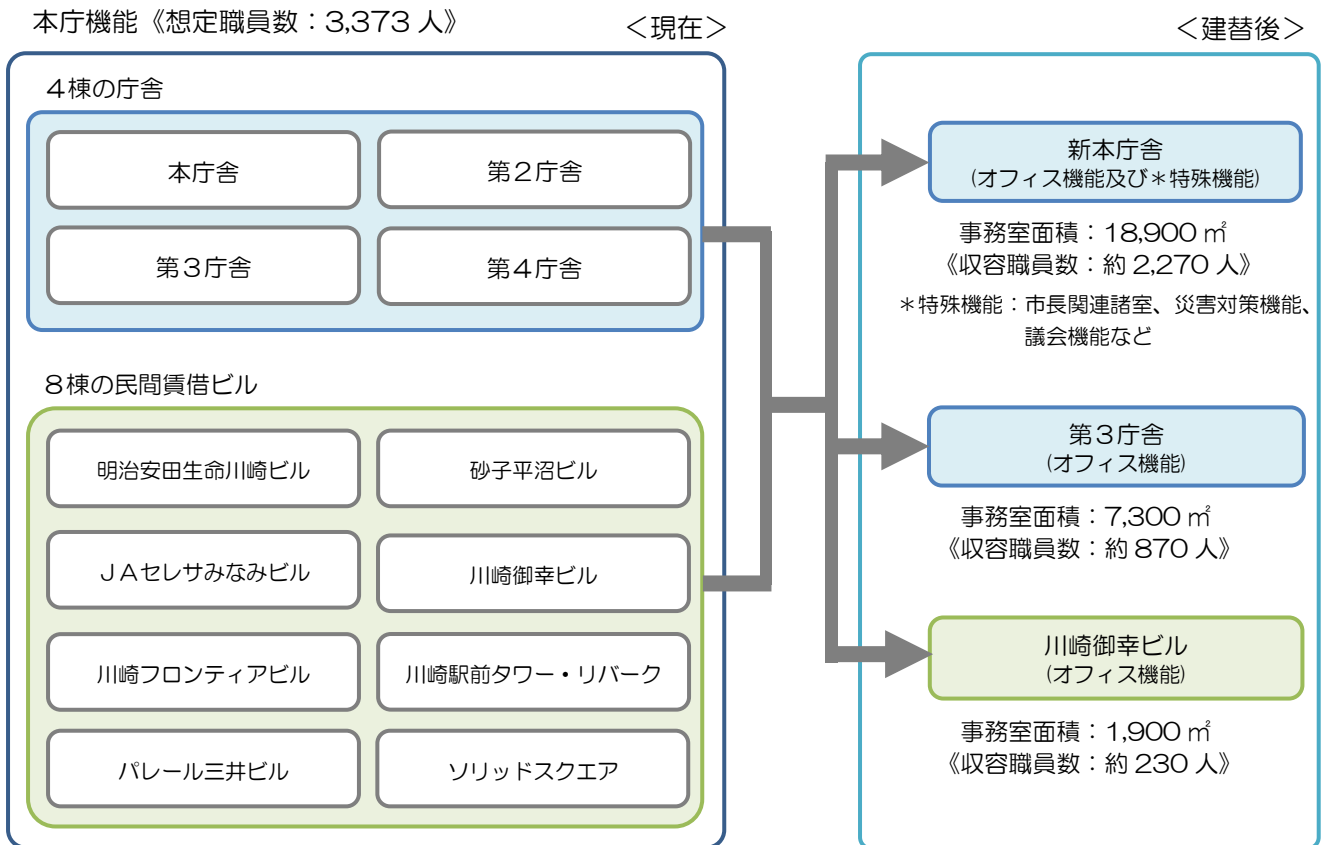 本庁機能《想定職員数：3,373 人》
＜現在＞
4棟の庁舎
本庁舎
第2庁舎
第3庁舎
第4庁舎
8棟の民間賃借ビル
明治安田生命川崎ビル
砂子平沼ビル
ＪＡセレサみなみビル
川崎御幸ビル
川崎フロンティアビル
川崎駅前タワー・リバーク
パレール三井ビル
ソリッドスクエア
＜建替後＞
新本庁舎
(オフィス機能及び＊特殊機能)
事務室面積：18,900 ㎡
《収容職員数：約 2,270 人》
＊特殊機能：市長関連諸室、災害対策機能、
議会機能など
第3庁舎
(オフィス機能)
事務室面積：7,300 ㎡
《収容職員数：約 870 人》
川崎御幸ビル
(オフィス機能)
事務室面積：1,900 ㎡
《収容職員数：約 230 人》